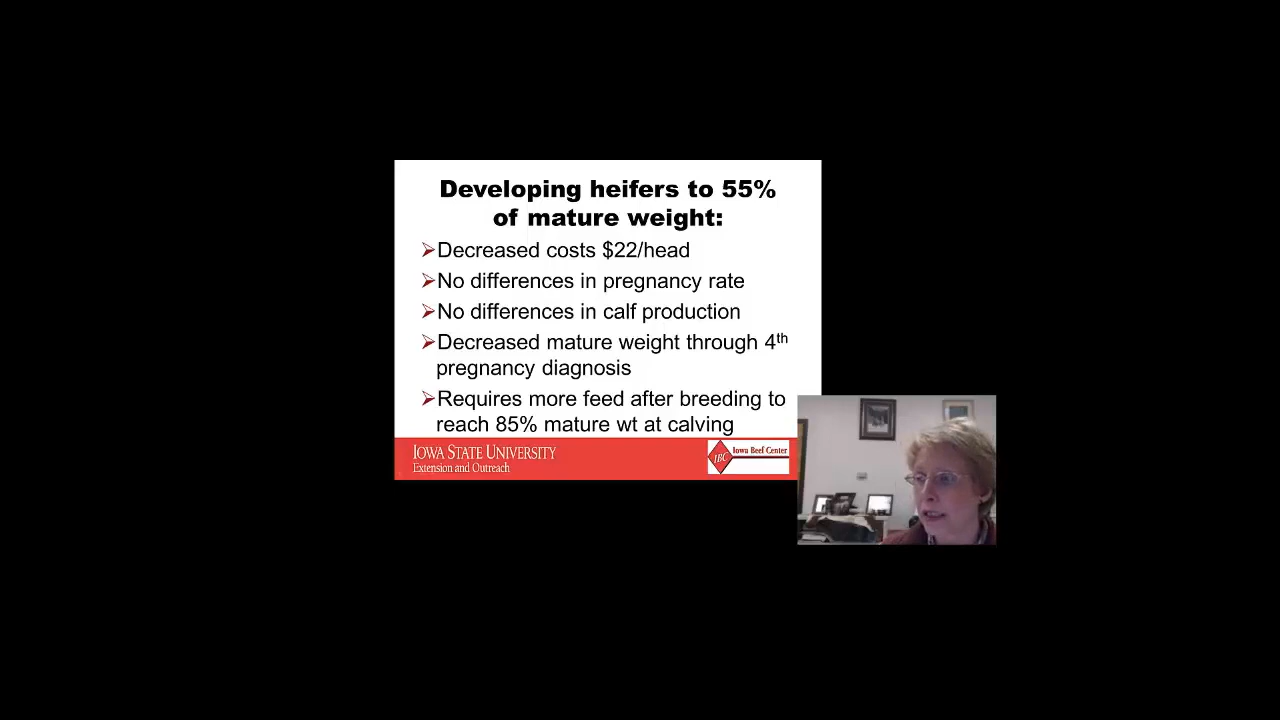 Developing heifers to 55%
of mature weight:
➢Decreased costs $22/head
➢No differences in pregnancy rate
➢No differences in calf production
➢Decreased mature weight through 4th
pregnancy diagnosis
➢Requires more feed after breeding to
reach 85% mature wt at calving
IOWA STATE UNIVERSITY
Extension and Outreach
IBC
Iowa Beef Center